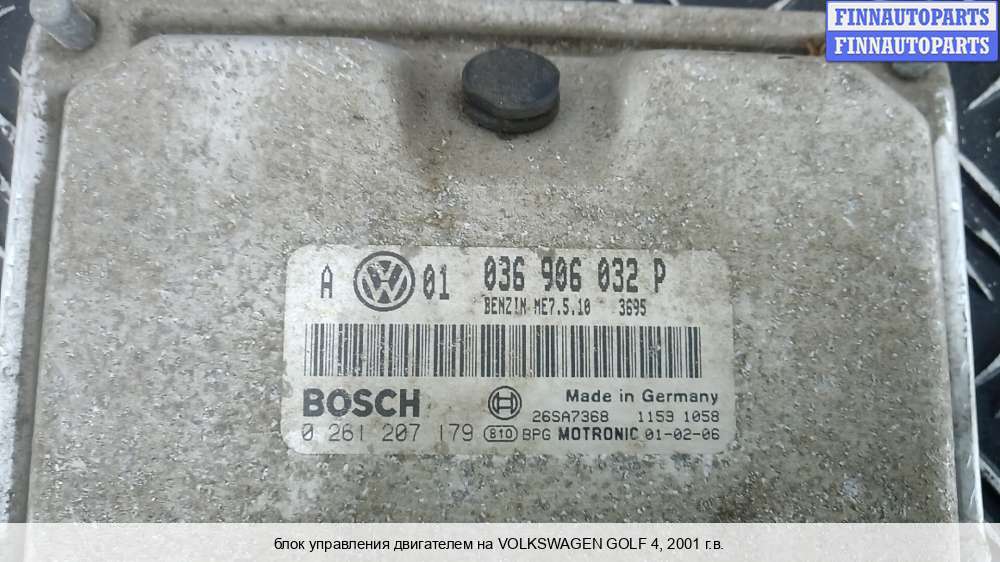 FINNAUTOPARTS
FINNAUTOPARTS
A 01 036 906 032 P
BENZIN ME7.5.10 3695
BOSCH Made in Germany
26SA7368 1153 1058
0 261 207 179 810 BPG MOTRONIC 01-02-06
блок управления двигателем на VOLKSWAGEN GOLF 4, 2001 г.в.